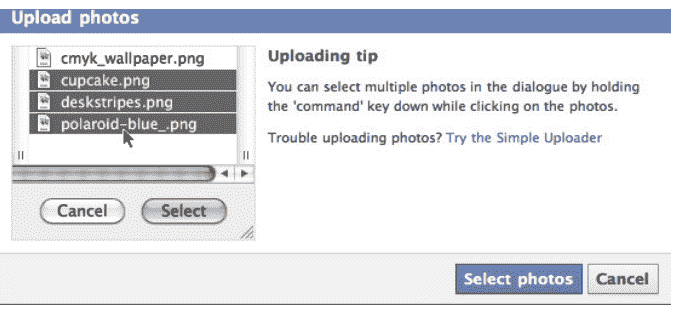 Upload photos
cmyk_wallpaper.png
cupcake.png
deskstripes.png
polaroid-blue_.png
Cancel
Select
Uploading tip
You can select multiple photos in the dialogue by holding
the 'command' key down while clicking on the photos.
Trouble uploading photos? Try the Simple Uploader
Select photos
Cancel